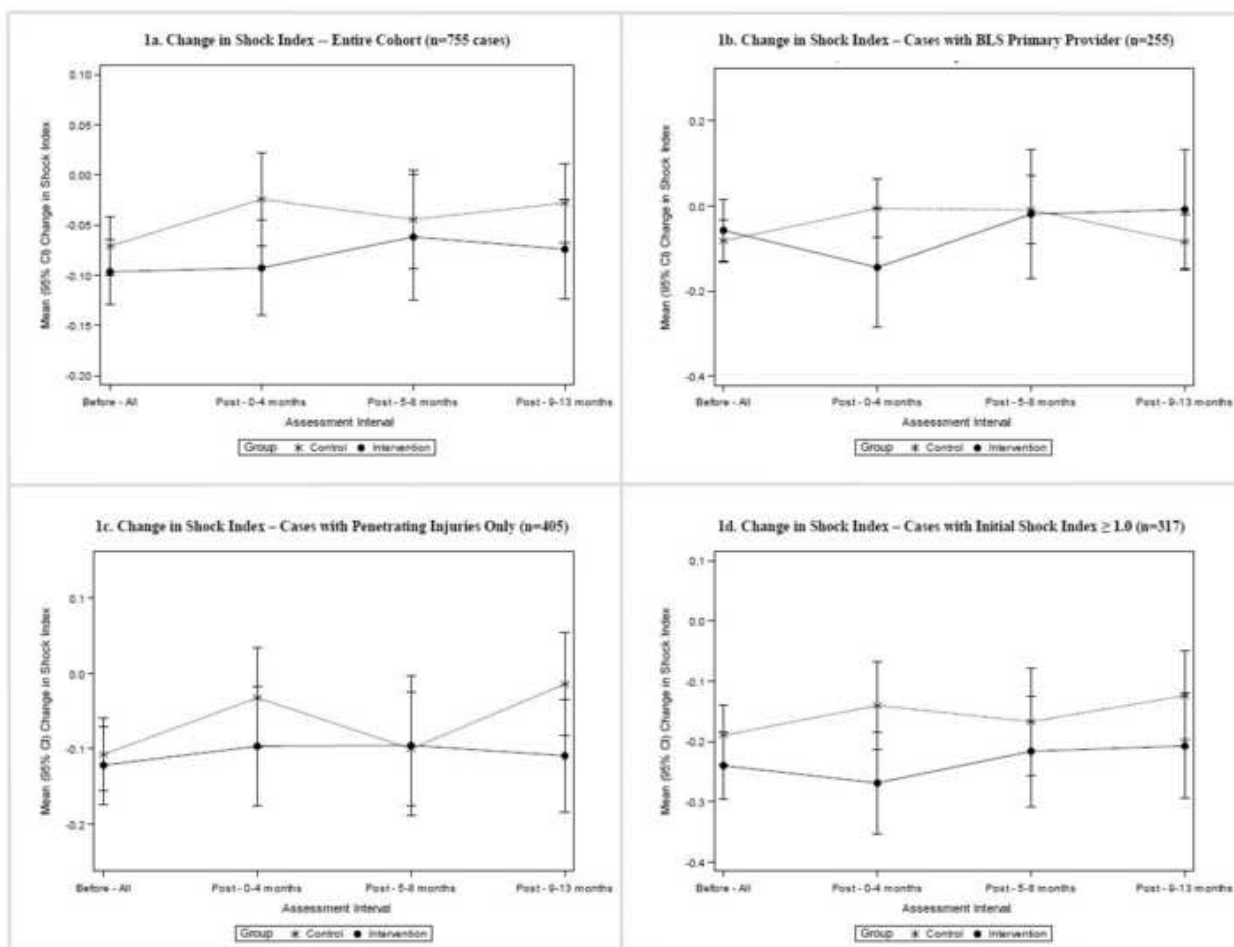 1a. Change in Shock Index -- Entire Cohort (n=755 cases)
Mean (95% CI) Change in Shock Index
0.10
0.05
0.00
-0.05
-0.10
-0.15
-0.20
Before - All Post - 0-4 months Post - 5-8 months Post - 9-13 months
Assessment Interval
Group Control Intervention
1b. Change in Shock Index – Cases with BLS Primary Provider (n=255)
Mean (95% CI) Change in Shock Index
0.2
0.0
-0.2
-0.4
Before - All Post - 0-4 months Post - 5-8 months Post - 9-13 months
Assessment Interval
Group Control Intervention
1c. Change in Shock Index – Cases with Penetrating Injuries Only (n=405)
Mean (95% CI) Change in Shock Index
0.1
0.0
-0.1
-0.2
Before - All Post - 0-4 months Post - 5-8 months Post - 9-13 months
Assessment Interval
Group Control Intervention
1d. Change in Shock Index – Cases with Initial Shock Index ≥ 1.0 (n=317)
Mean (95% CI) Change in Shock Index
0.1
0.0
-0.1
-0.2
-0.3
-0.4
Before - All Post - 0-4 months Post - 5-8 months Post - 9-13 months
Assessment Interval
Group Control Intervention